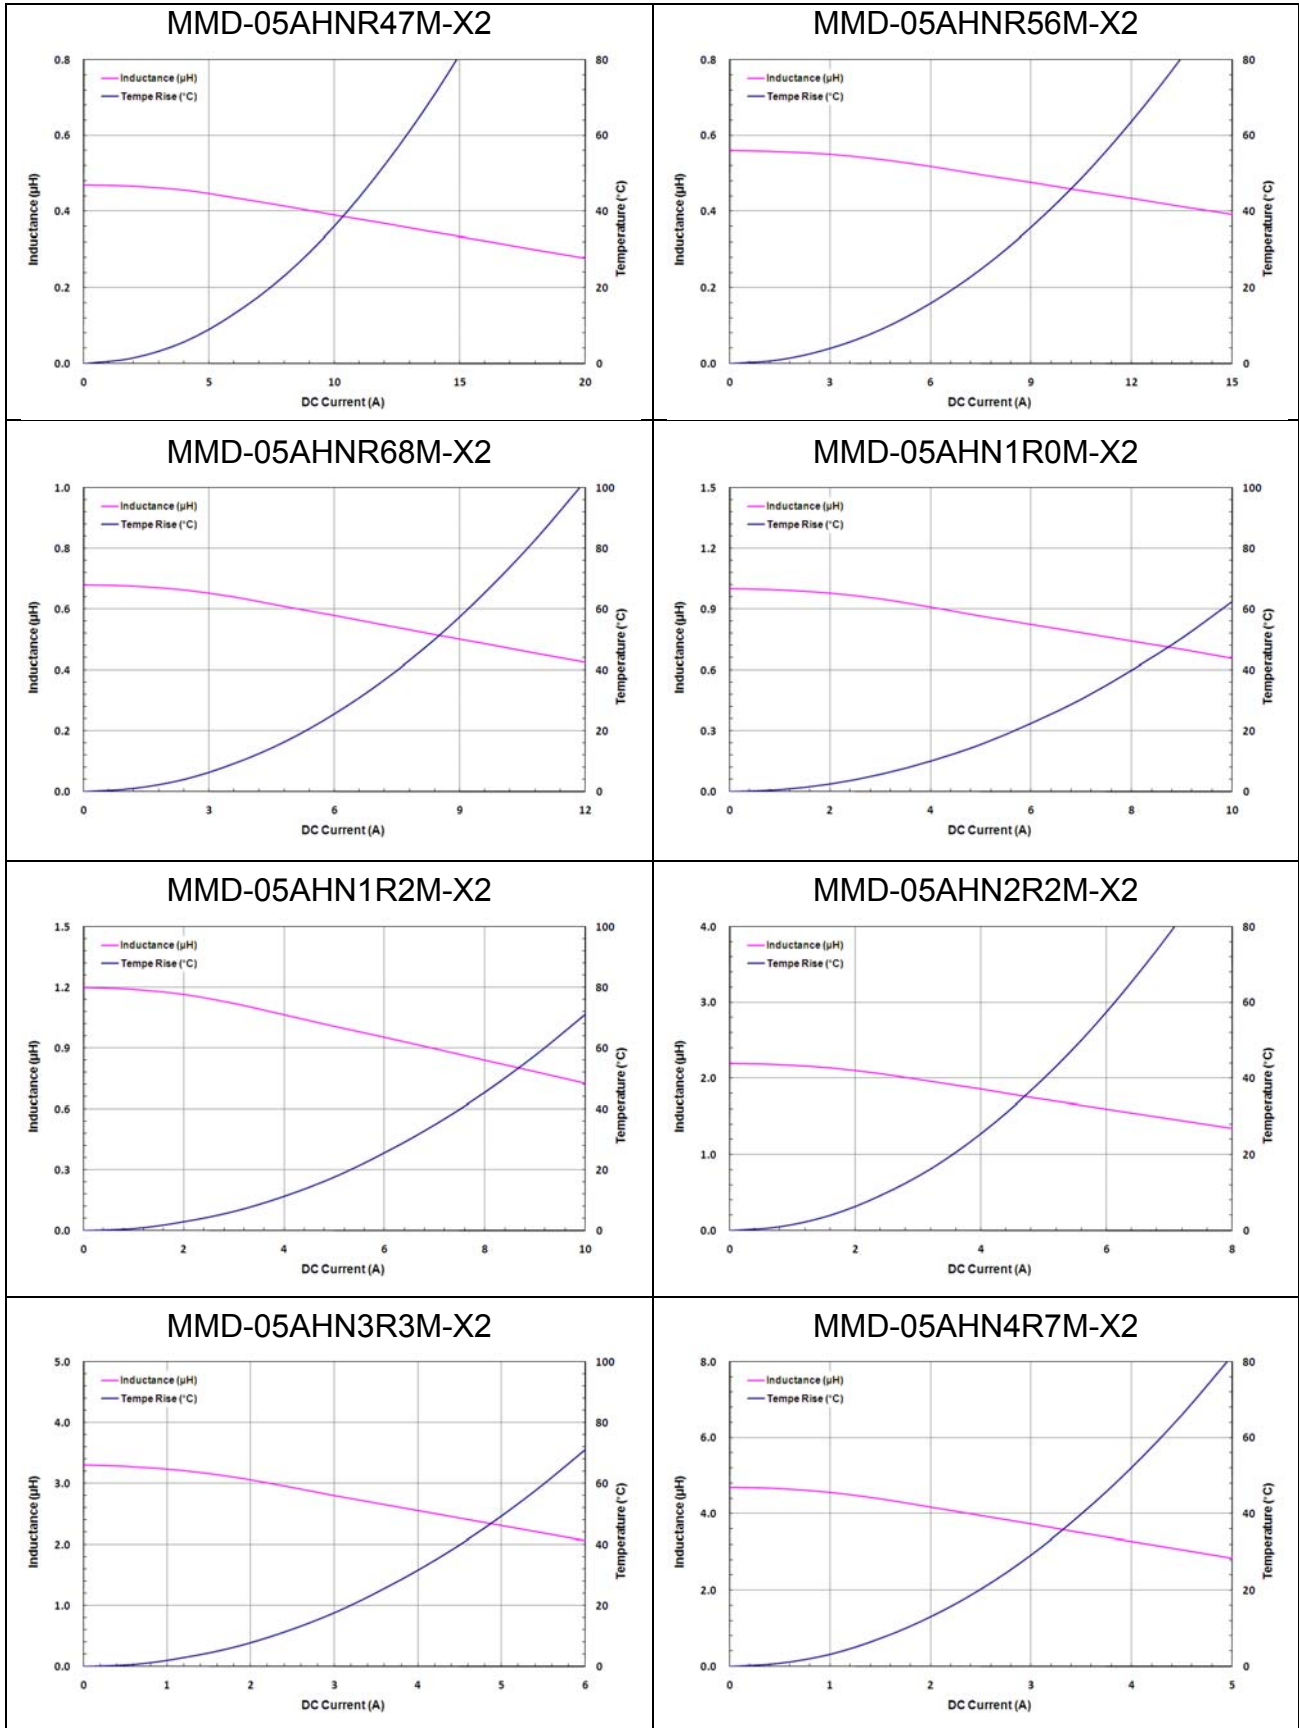 MMD-05AHNR47M-X2
Inductance (µH)
Tempe Rise (°C)
0.8
0.6
0.4
0.2
0.0
80
60
40
20
0
0 5 10 15 20
Inductance (µH)
Temperature (°C)
DC Current (A)
MMD-05AHNR56M-X2
Inductance (µH)
Tempe Rise (°C)
0.8
0.6
0.4
0.2
0.0
80
60
40
20
0
0 3 6 9 12 15
Inductance (µH)
Temperature (°C)
DC Current (A)
MMD-05AHNR68M-X2
Inductance (µH)
Tempe Rise (°C)
1.0
0.8
0.6
0.4
0.2
0.0
100
80
60
40
20
0
0 3 6 9 12
Inductance (µH)
Temperature (°C)
DC Current (A)
MMD-05AHN1R0M-X2
Inductance (µH)
Tempe Rise (°C)
1.5
1.2
0.9
0.6
0.3
0.0
100
80
60
40
20
0
0 2 4 6 8 10
Inductance (µH)
Temperature (°C)
DC Current (A)
MMD-05AHN1R2M-X2
Inductance (µH)
Tempe Rise (°C)
1.5
1.2
0.9
0.6
0.3
0.0
100
80
60
40
20
0
0 2 4 6 8 10
Inductance (µH)
Temperature (°C)
DC Current (A)
MMD-05AHN2R2M-X2
Inductance (µH)
Tempe Rise (°C)
4.0
3.0
2.0
1.0
0.0
80
60
40
20
0
0 2 4 6 8
Inductance (µH)
Temperature (°C)
DC Current (A)
MMD-05AHN3R3M-X2
Inductance (µH)
Tempe Rise (°C)
5.0
4.0
3.0
2.0
1.0
0.0
100
80
60
40
20
0
0 1 2 3 4 5 6
Inductance (µH)
Temperature (°C)
DC Current (A)
MMD-05AHN4R7M-X2
Inductance (µH)
Tempe Rise (°C)
8.0
6.0
4.0
2.0
0.0
80
60
40
20
0
0 1 2 3 4 5
Inductance (µH)
Temperature (°C)
DC Current (A)